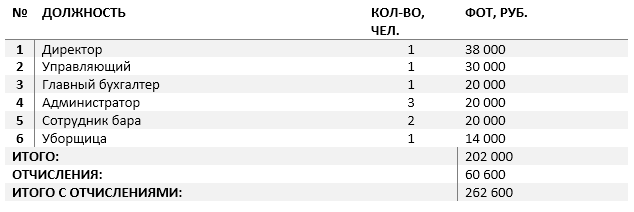 № ДОЛЖНОСТЬ КОЛ-ВО, ЧЕЛ. ФОТ, РУБ.
1 Директор 1 38 000
2 Управляющий 1 30 000
3 Главный бухгалтер 1 20 000
4 Администратор 3 20 000
5 Сотрудник бара 2 20 000
6 Уборщица 1 14 000
ИТОГО: 202 000
ОТЧИСЛЕНИЯ: 60 600
ИТОГО С ОТЧИСЛЕНИЯМИ: 262 600